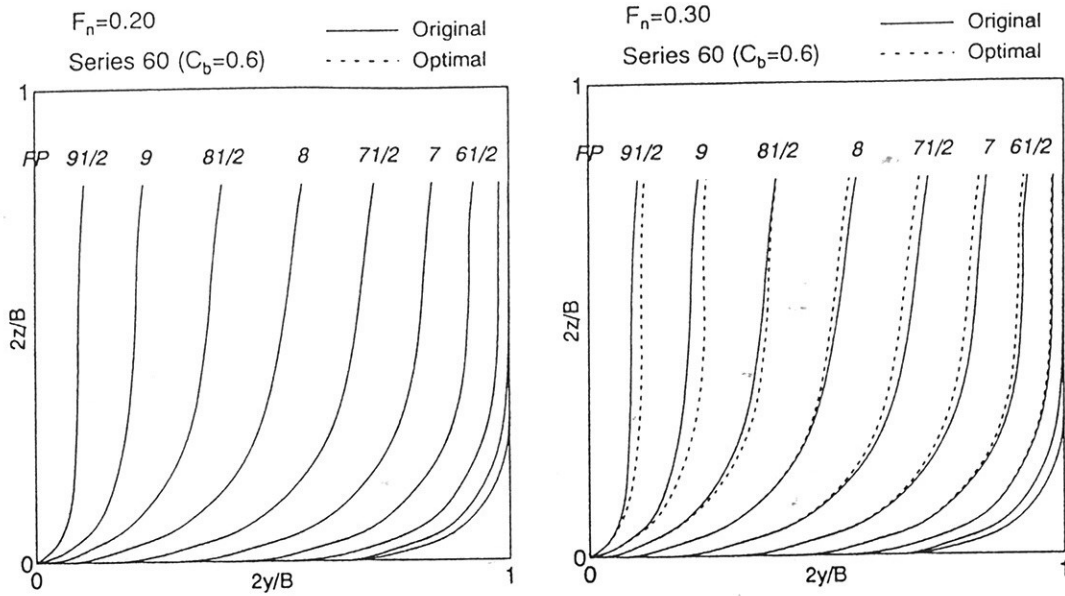 F_n=0.20
Original
Series 60 (C_b=0.6)
Optimal
1
FP 91/2 9 81/2 8 71/2 7 61/2
2z/B
0
0 2y/B 1
F_n=0.30
Original
Series 60 (C_b=0.6)
Optimal
1
FP 91/2 9 81/2 8 71/2 7 61/2
2z/B
0
0 2y/B 1